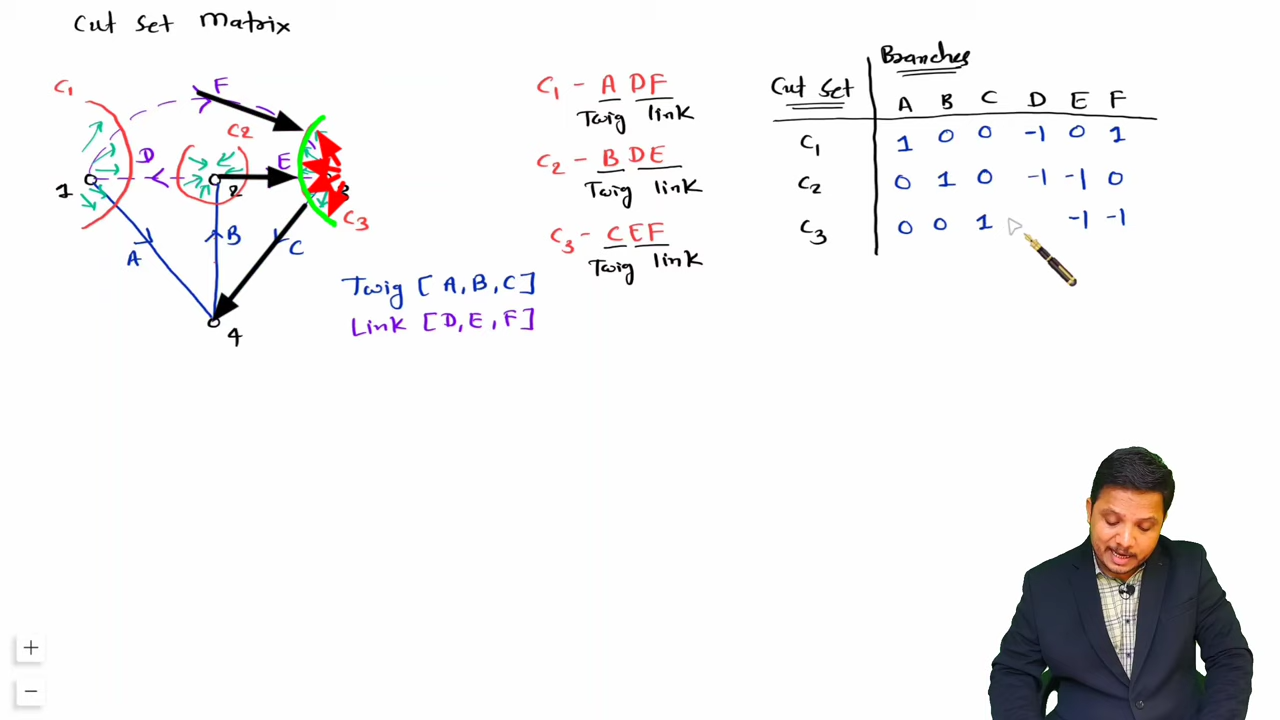 Cut Set Matrix
C1
F
C2
D
E
1
2
3
C3
A
B
C
4
Twig [ A, B, C ]
Link [ D, E, F ]
C1 - A DF
Twig link
C2 - B DE
Twig link
C3 - C EF
Twig link
Branches
Cut Set
A B C D E F
C1 1 0 0 -1 0 1
C2 0 1 0 -1 -1 0
C3 0 0 1 -1 -1
+
−